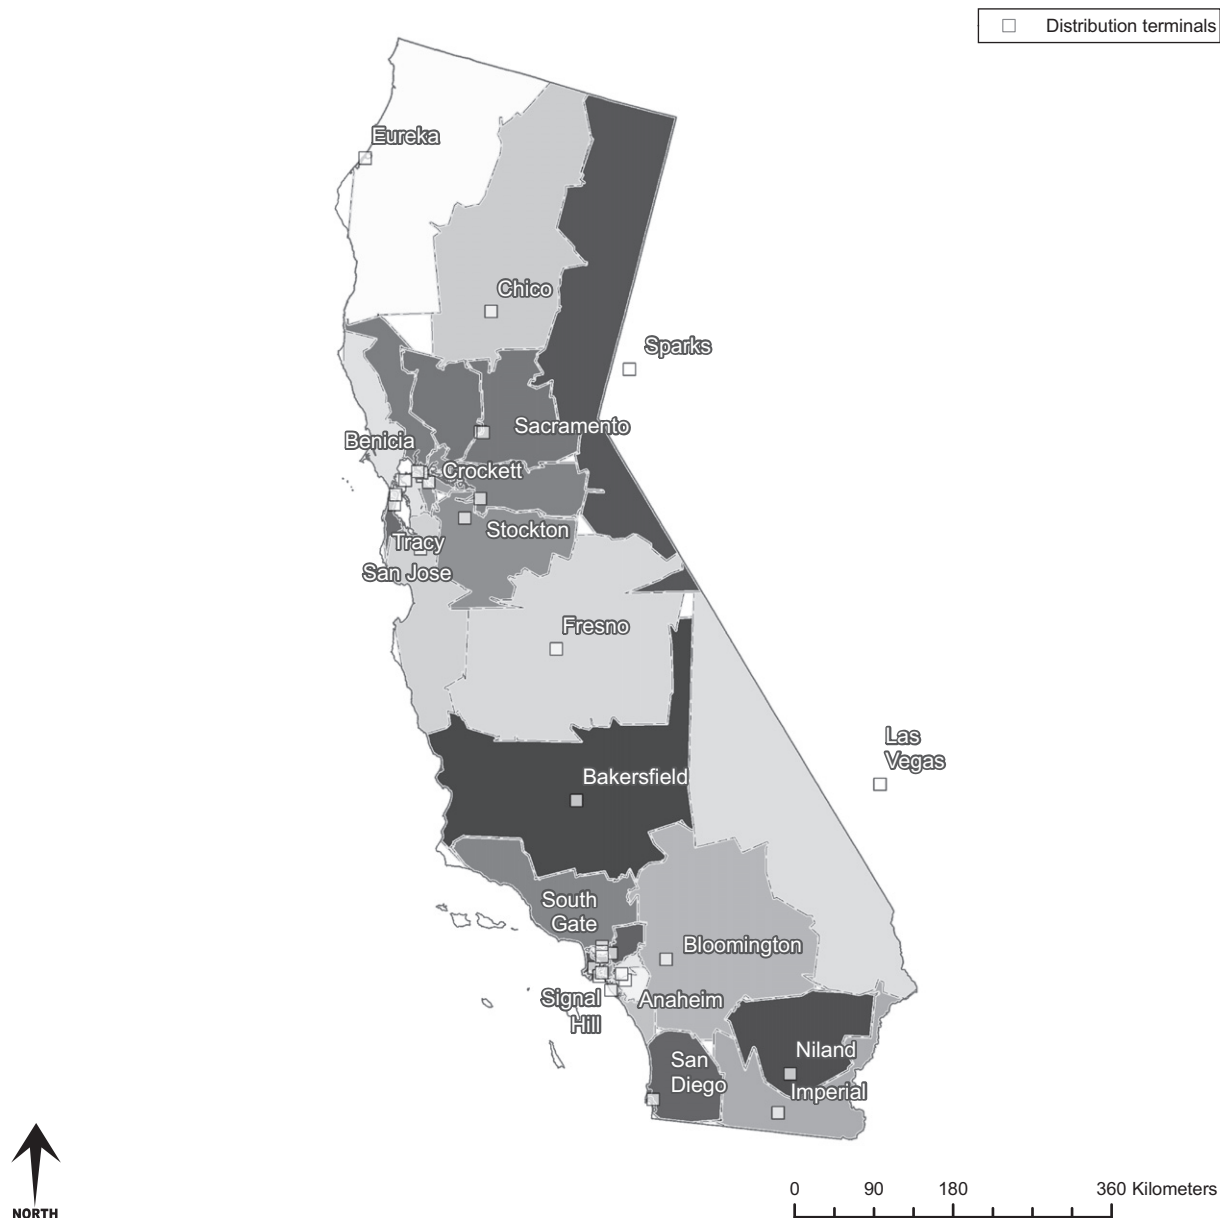 Distribution terminals
Eureka
Chico
Sparks
Sacramento
Benicia
Crockett
Stockton
Tracy
San Jose
Fresno
Las
Vegas
Bakersfield
South
Gate
Bloomington
Signal
Hill
Anaheim
Niland
San
Diego
Imperial
NORTH
0 90 180 360 Kilometers